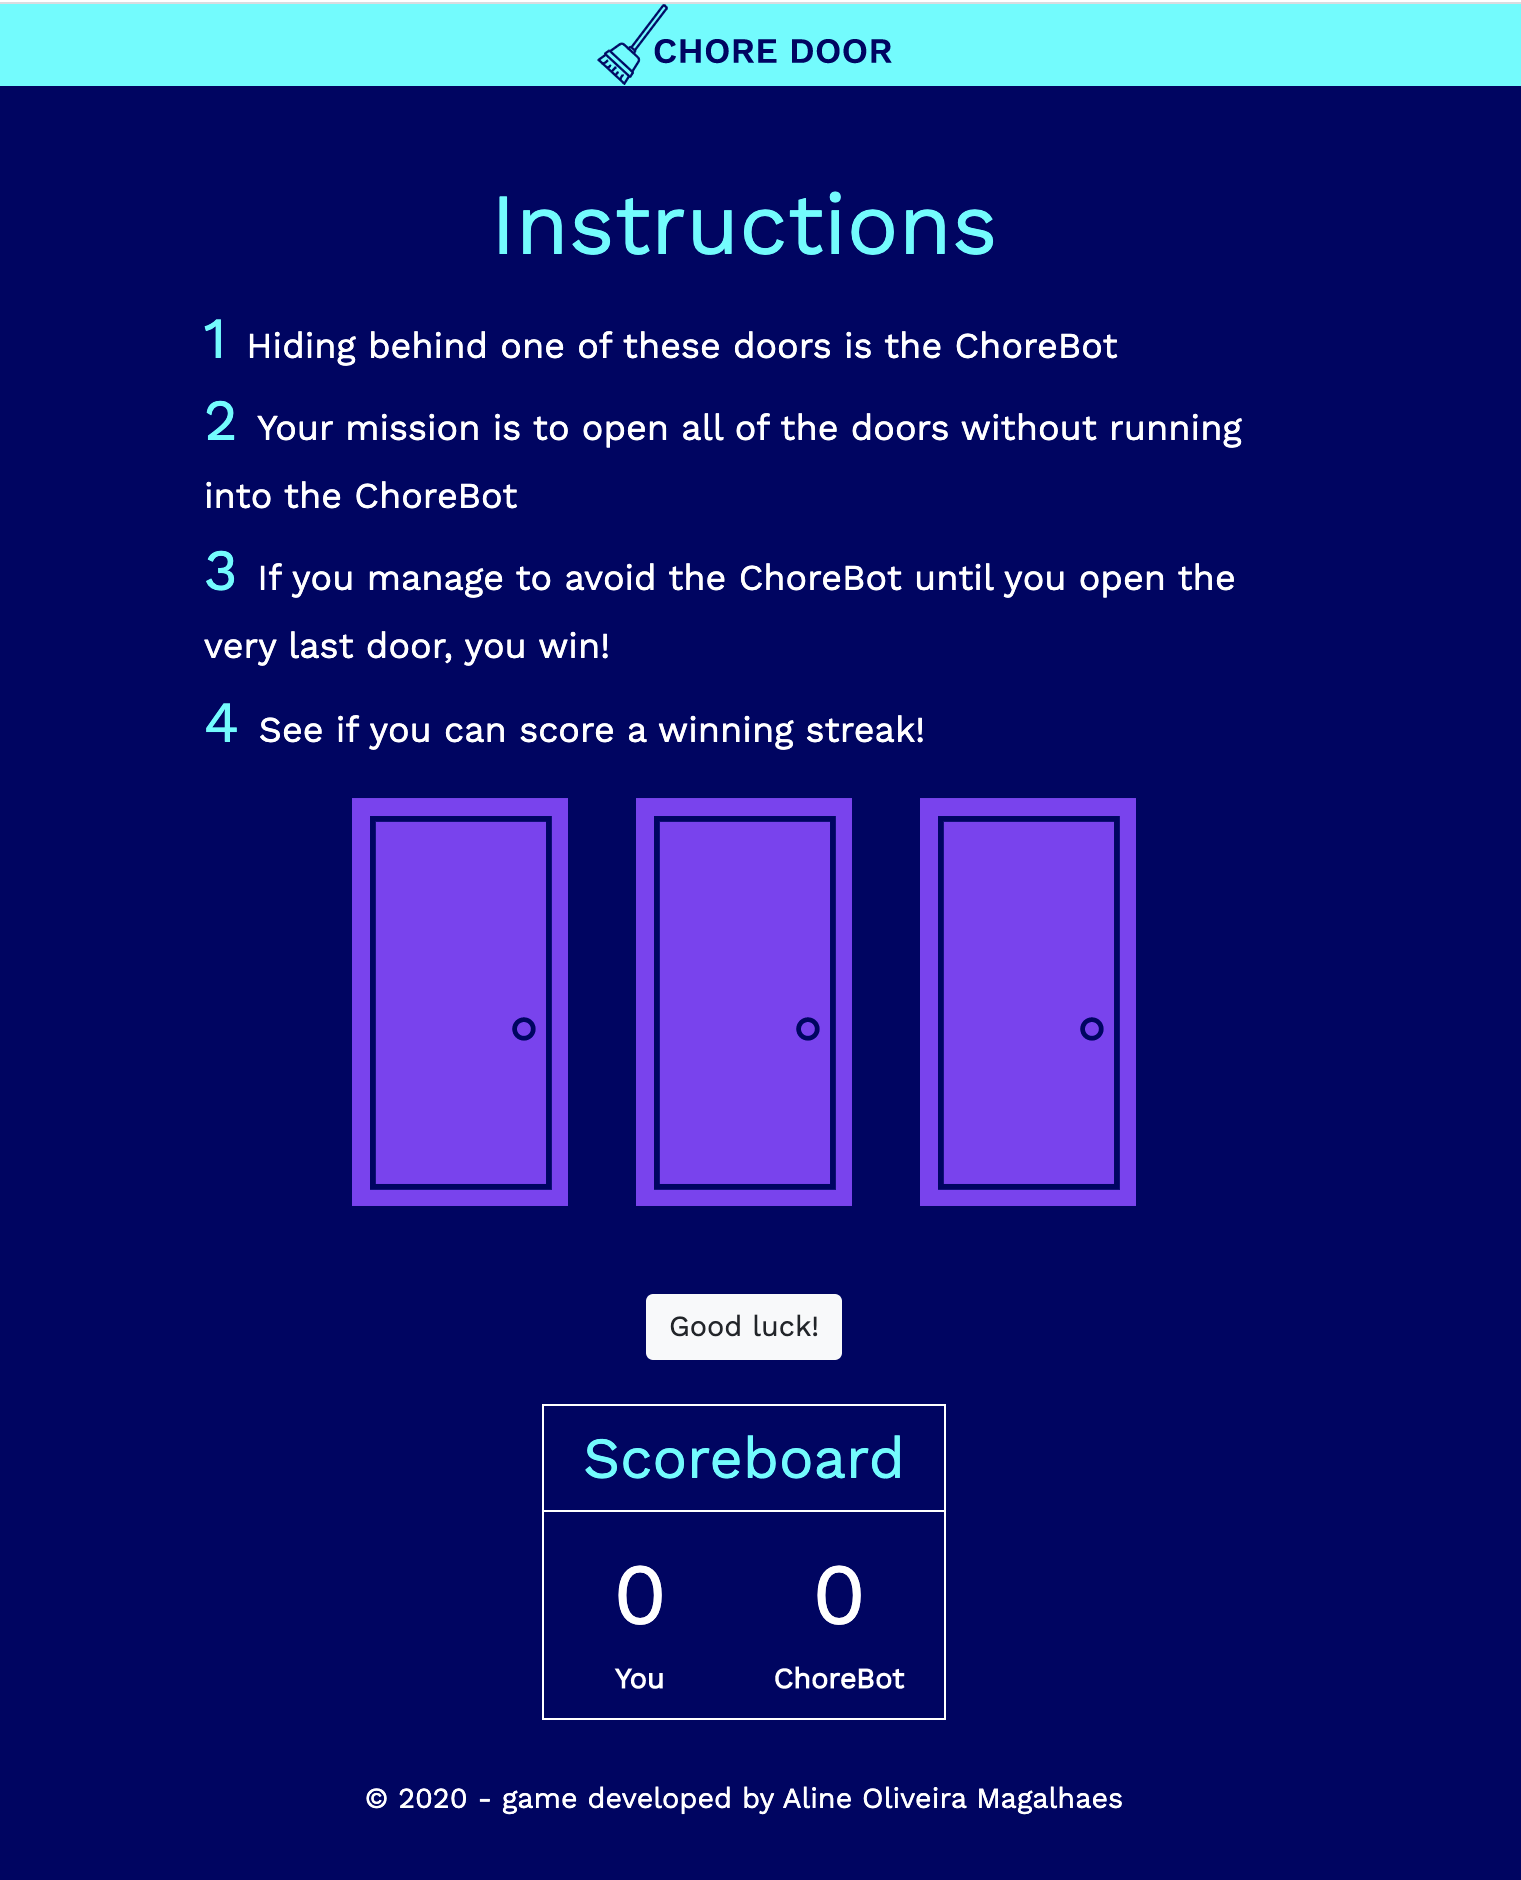 CHORE DOOR
Instructions
1 Hiding behind one of these doors is the ChoreBot
2 Your mission is to open all of the doors without running
into the ChoreBot
3 If you manage to avoid the ChoreBot until you open the
very last door, you win!
4 See if you can score a winning streak!
Good luck!
Scoreboard
0 0
You ChoreBot
© 2020 - game developed by Aline Oliveira Magalhaes